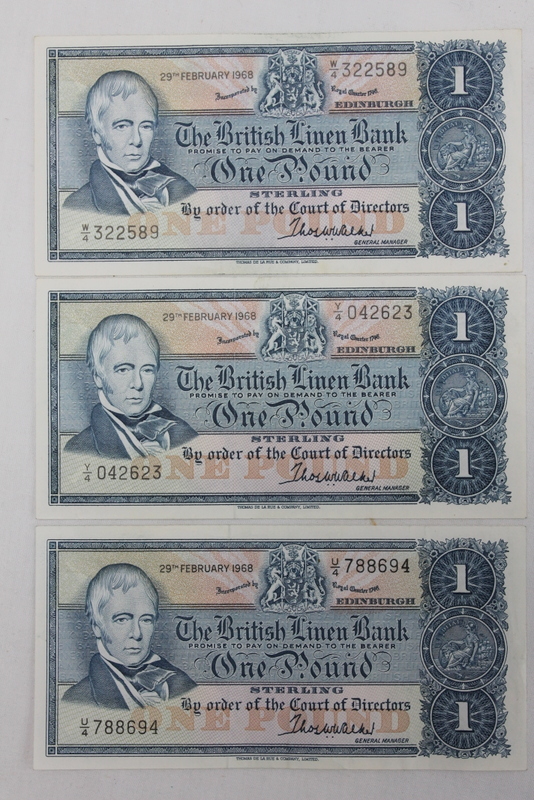 W/4 322589
29TH FEBRUARY 1968
Incorporated by Royal Charter 1746.
EDINBURGH
The British Linen Bank
PROMISE TO PAY ON DEMAND TO THE BEARER
One Pound
STERLING
By order of the Court of Directors
ONE POUND
W/4 322589
Thos W Walker
GENERAL MANAGER
THOMAS DE LA RUE & COMPANY, LIMITED.
1
1
Y/4 042623
29TH FEBRUARY 1968
Incorporated by Royal Charter 1746.
EDINBURGH
The British Linen Bank
PROMISE TO PAY ON DEMAND TO THE BEARER
One Pound
STERLING
By order of the Court of Directors
ONE POUND
Y/4 042623
Thos W Walker
GENERAL MANAGER
THOMAS DE LA RUE & COMPANY, LIMITED.
1
1
U/4 788694
29TH FEBRUARY 1968
Incorporated by Royal Charter 1746.
EDINBURGH
The British Linen Bank
PROMISE TO PAY ON DEMAND TO THE BEARER
One Pound
STERLING
By order of the Court of Directors
ONE POUND
U/4 788694
Thos W Walker
GENERAL MANAGER
THOMAS DE LA RUE & COMPANY, LIMITED.
1
1